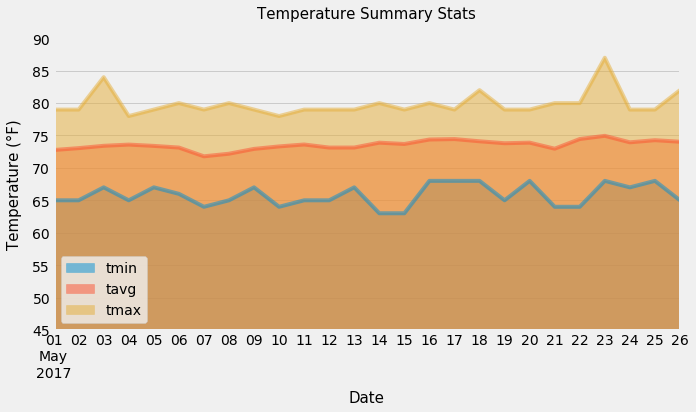 Temperature Summary Stats
90
85
80
75
70
65
60
55
50
45
Temperature (°F)
tmin
tavg
tmax
01 02 03 04 05 06 07 08 09 10 11 12 13 14 15 16 17 18 19 20 21 22 23 24 25 26
May
2017
Date